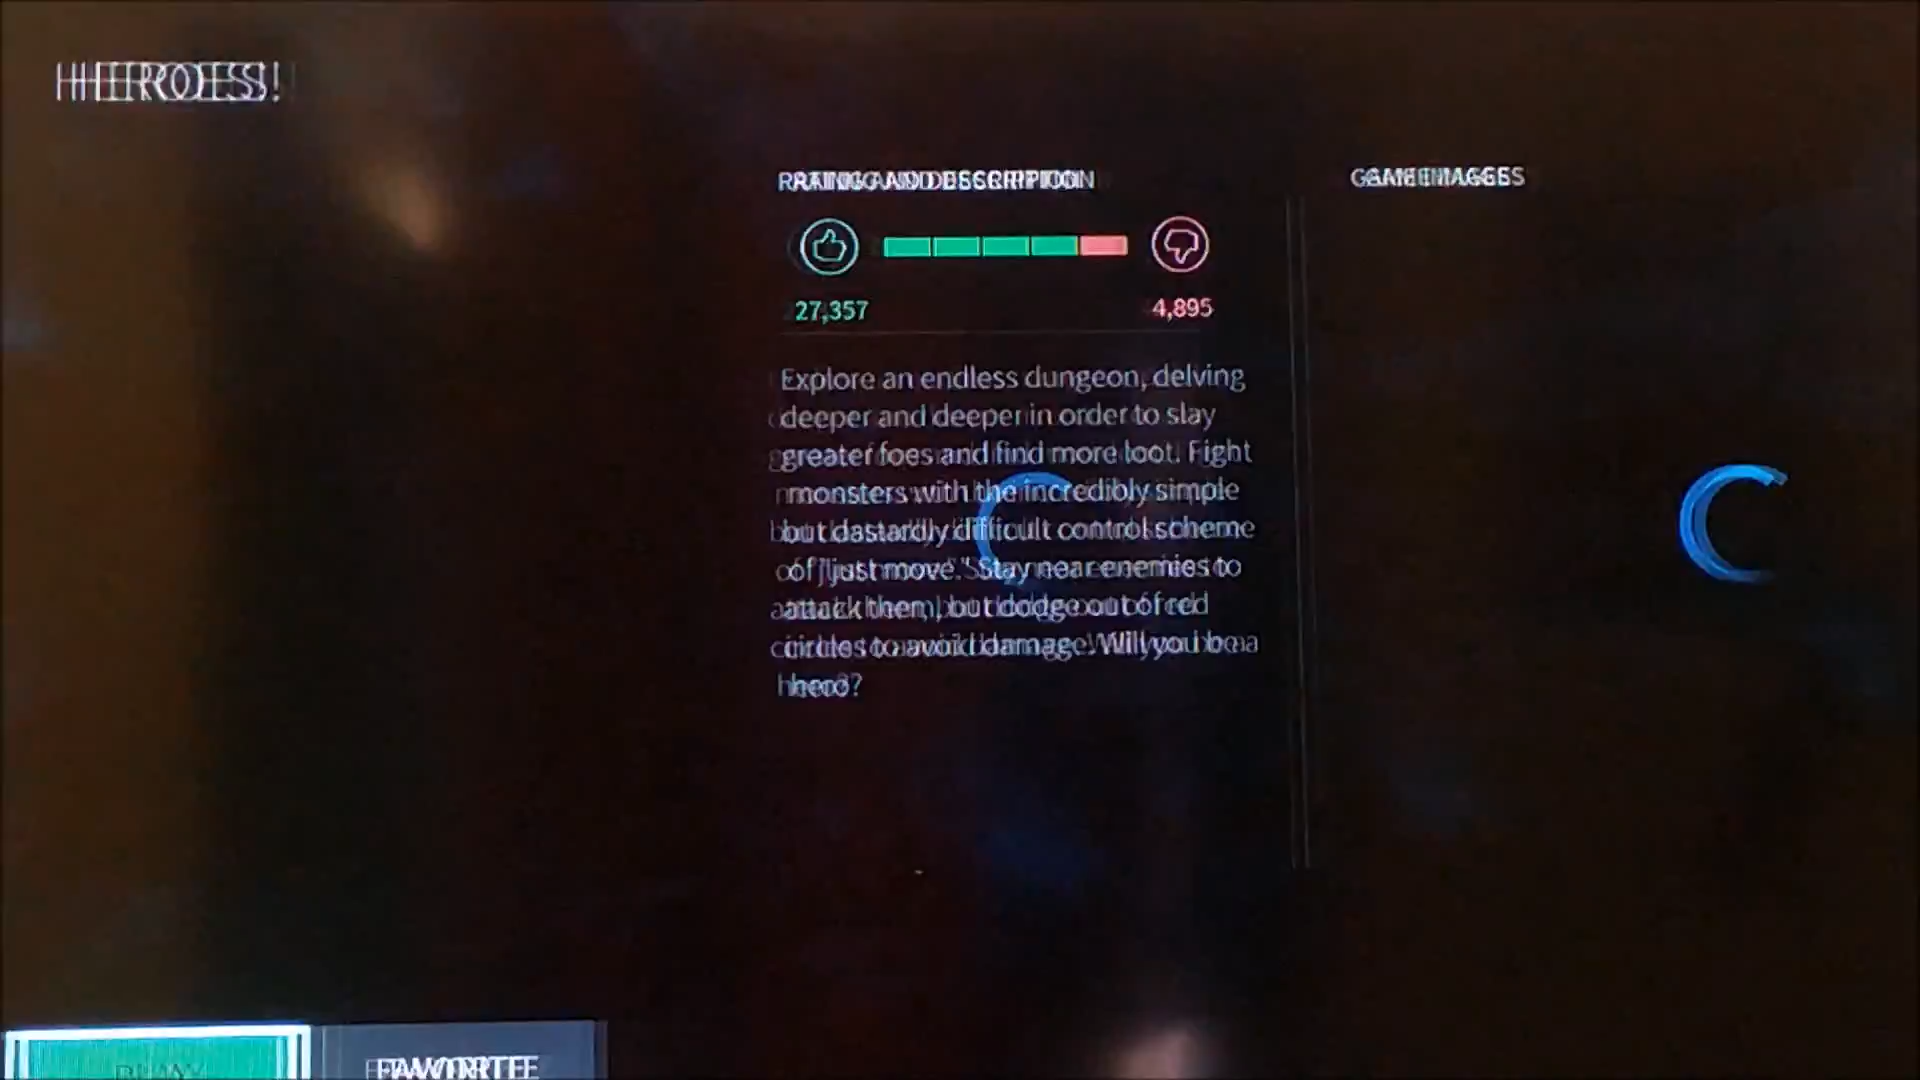 HEROES!
RATING AND DESCRIPTION
GAME IMAGES
27,357
4,895
Explore an endless dungeon, delving
deeper and deeper in order to slay
greater foes and find more loot. Fight
monsters with the incredibly simple
but dastardly difficult control scheme
of "just move." Stay near enemies to
attack them, but dodge out of red
circles to avoid damage. Will you be a
hero?
PLAY
FAVORITE